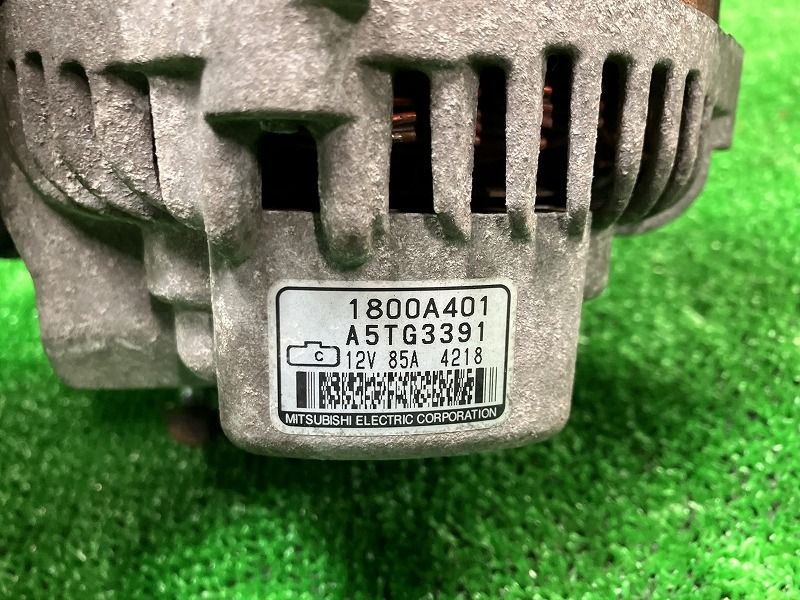 1800A401
A5TG3391
C 12V 85A 4218
MITSUBISHI ELECTRIC CORPORATION